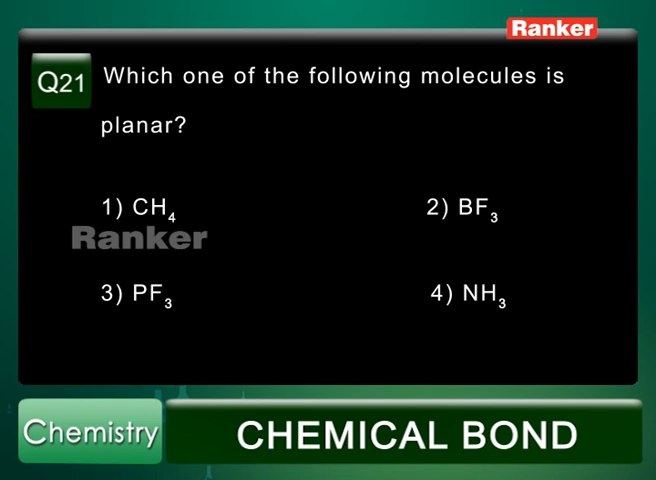 Ranker
Q21 Which one of the following molecules is
planar?
1) CH₄ 2) BF₃
Ranker
3) PF₃ 4) NH₃
Chemistry CHEMICAL BOND